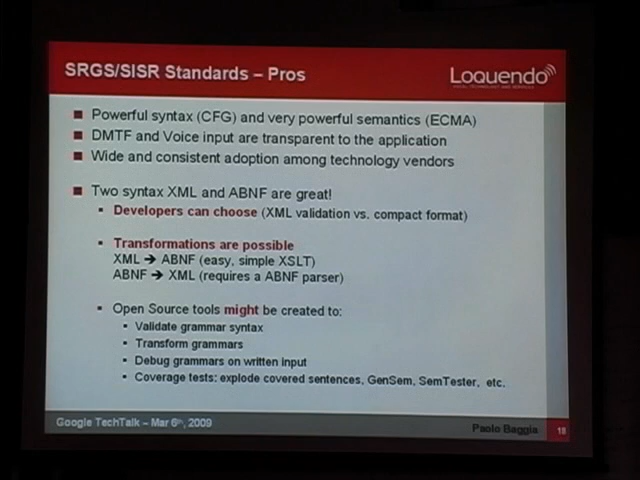 SRGS/SISR Standards – Pros
Loquendo
Powerful syntax (CFG) and very powerful semantics (ECMA)
DMTF and Voice input are transparent to the application
Wide and consistent adoption among technology vendors
Two syntax XML and ABNF are great!
Developers can choose (XML validation vs. compact format)
Transformations are possible
XML → ABNF (easy, simple XSLT)
ABNF → XML (requires a ABNF parser)
Open Source tools might be created to:
Validate grammar syntax
Transform grammars
Debug grammars on written input
Coverage tests: explode covered sentences, GenSem, SemTester, etc.
Google TechTalk – Mar 6th, 2009
Paolo Baggia
18